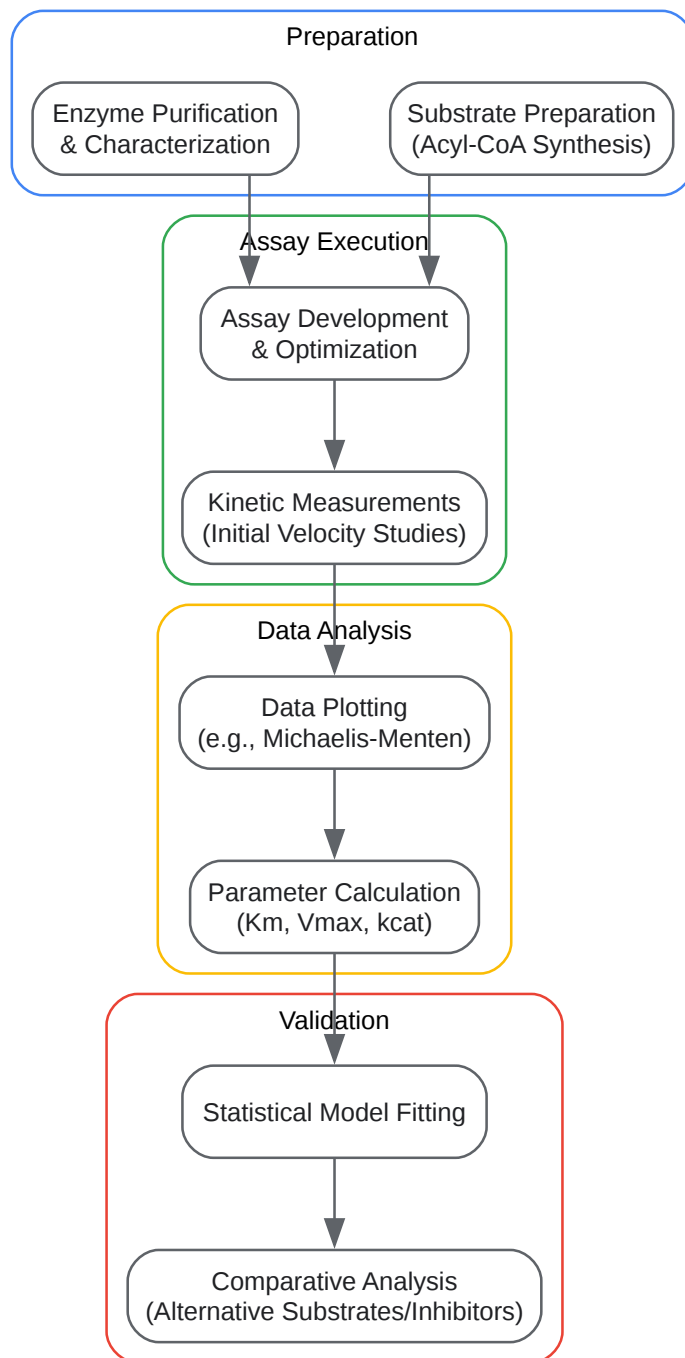 Preparation
Enzyme Purification
& Characterization
Substrate Preparation
(Acyl-CoA Synthesis)
Assay Execution
Assay Development
& Optimization
Kinetic Measurements
(Initial Velocity Studies)
Data Analysis
Data Plotting
(e.g., Michaelis-Menten)
Parameter Calculation
(Km, Vmax, kcat)
Validation
Statistical Model Fitting
Comparative Analysis
(Alternative Substrates/Inhibitors)